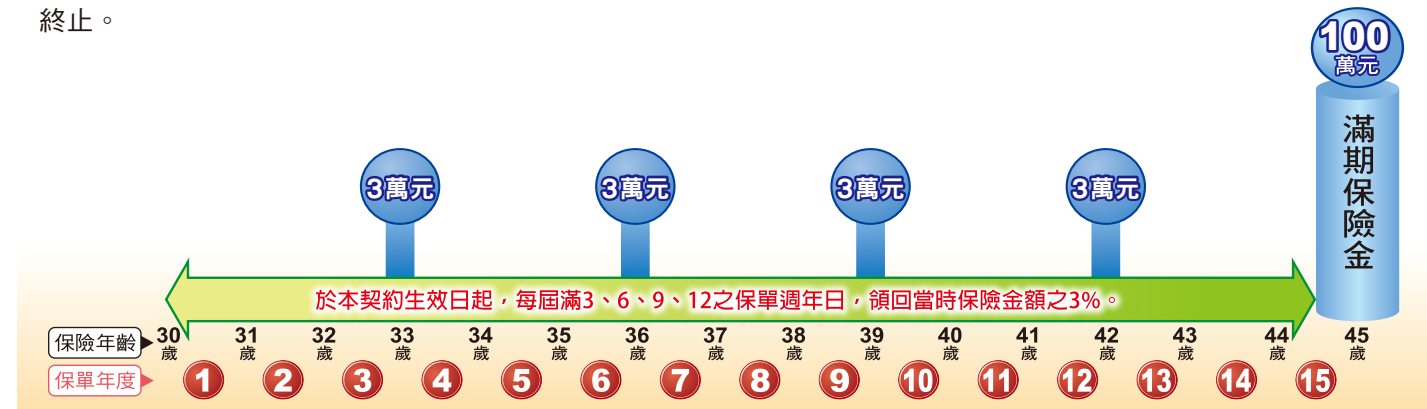 終止。
100
萬元
滿期保險金
3萬元
3萬元
3萬元
3萬元
於本契約生效日起，每屆滿3、6、9、12之保單週年日，領回當時保險金額之3%。
保險年齡
30歲 31歲 32歲 33歲 34歲 35歲 36歲 37歲 38歲 39歲 40歲 41歲 42歲 43歲 44歲 45歲
保單年度
1 2 3 4 5 6 7 8 9 10 11 12 13 14 15